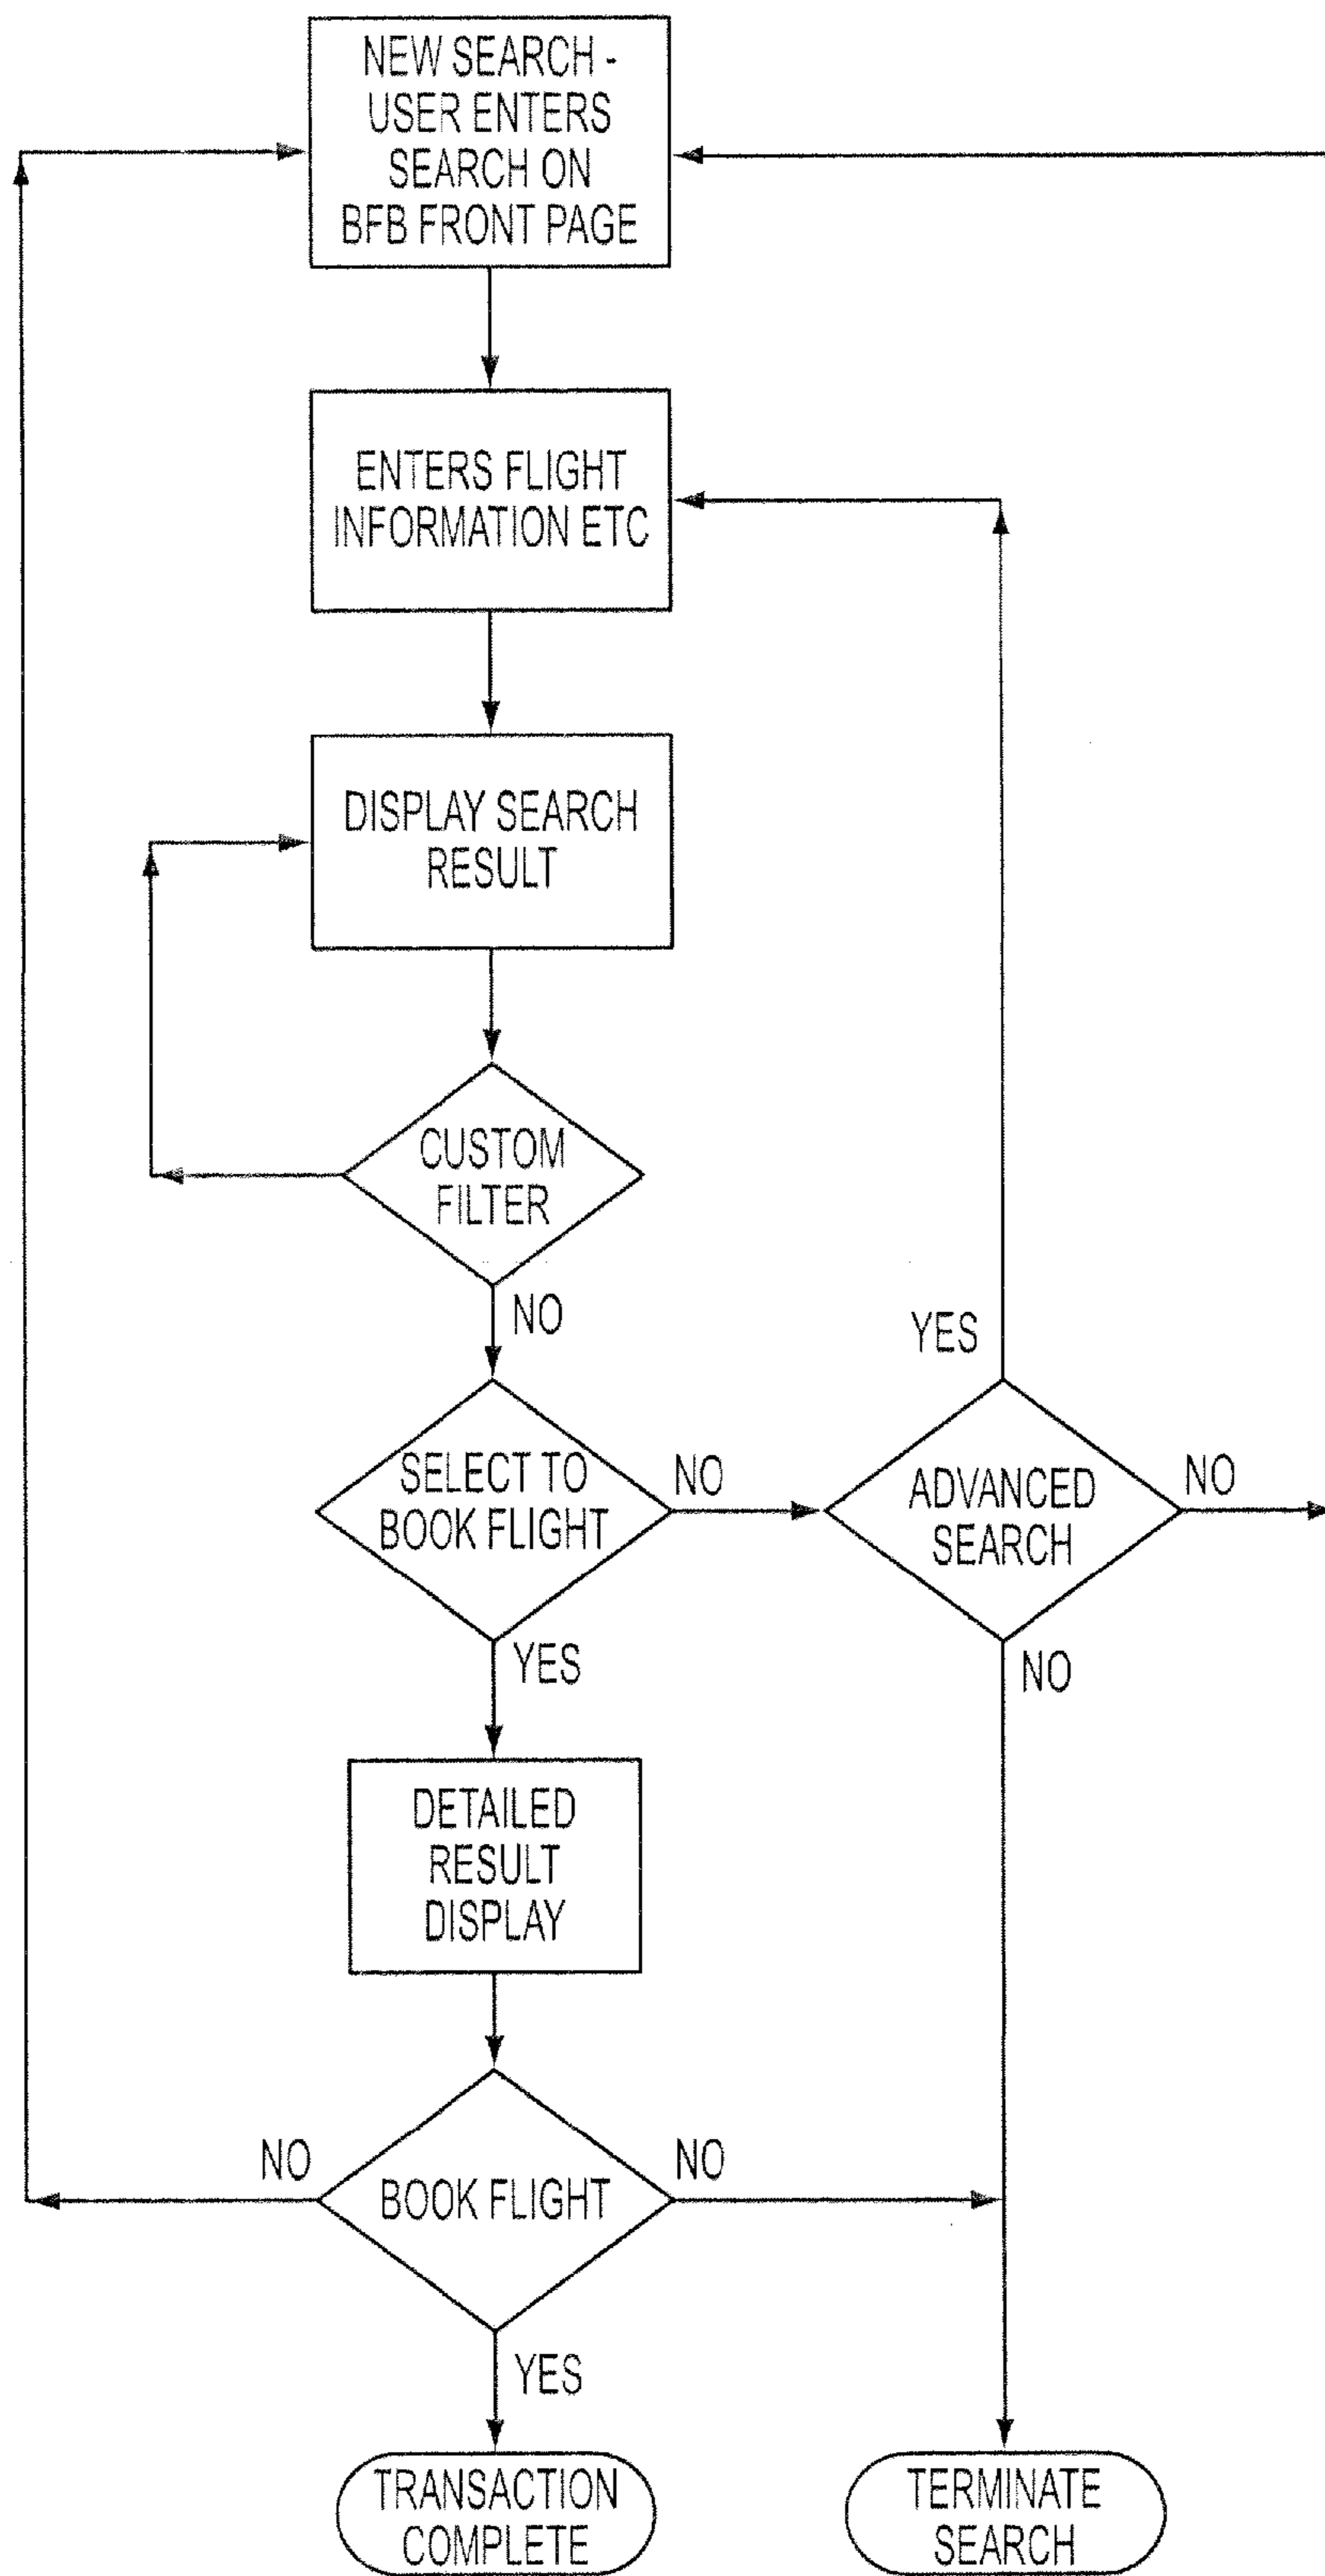 NEW SEARCH -
USER ENTERS
SEARCH ON
BFB FRONT PAGE
ENTERS FLIGHT
INFORMATION ETC
DISPLAY SEARCH
RESULT
CUSTOM
FILTER
NO
YES
SELECT TO
BOOK FLIGHT
NO
ADVANCED
SEARCH
NO
YES
NO
DETAILED
RESULT
DISPLAY
NO
BOOK FLIGHT
NO
YES
TRANSACTION
COMPLETE
TERMINATE
SEARCH